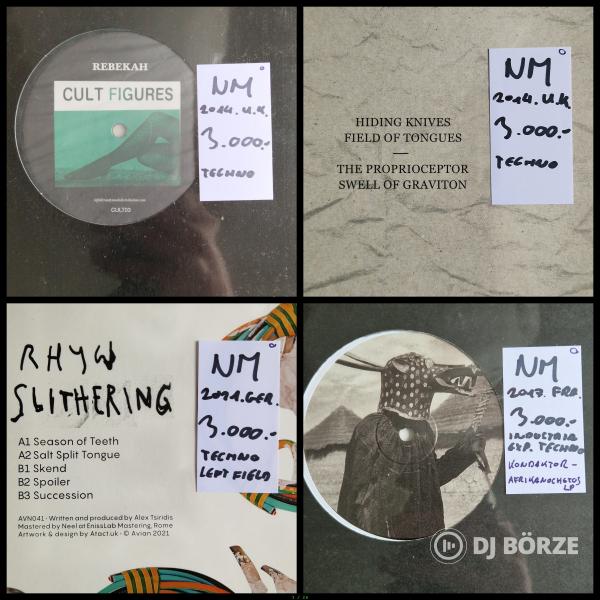 REBEKAH
CULT FIGURES
CULT03
NM
2014. U.K.
3.000.-
TECHNO
HIDING KNIVES
FIELD OF TONGUES
THE PROPRIOCEPTOR
SWELL OF GRAVITON
NM
2014. U.K
3.000.-
TECHNO
RHYW
SLITHERING
A1 Season of Teeth
A2 Salt Split Tongue
B1 Skend
B2 Spoiler
B3 Succession
AVN041 · Written and produced by Alex Tsiridis
Mastered by Neel at EnissLab Mastering, Rome
Artwork & design by Afact.uk · © Avian 2021
NM
2021. GER.
3.000.-
TECHNO
LEFT FIELD
NM
2017. FRA.
3.000.-
INDUSTRIA
EXP. TECHNO
KONDAKTOR-
AFRIKANOCHETOS
LP
DJ BÖRZE